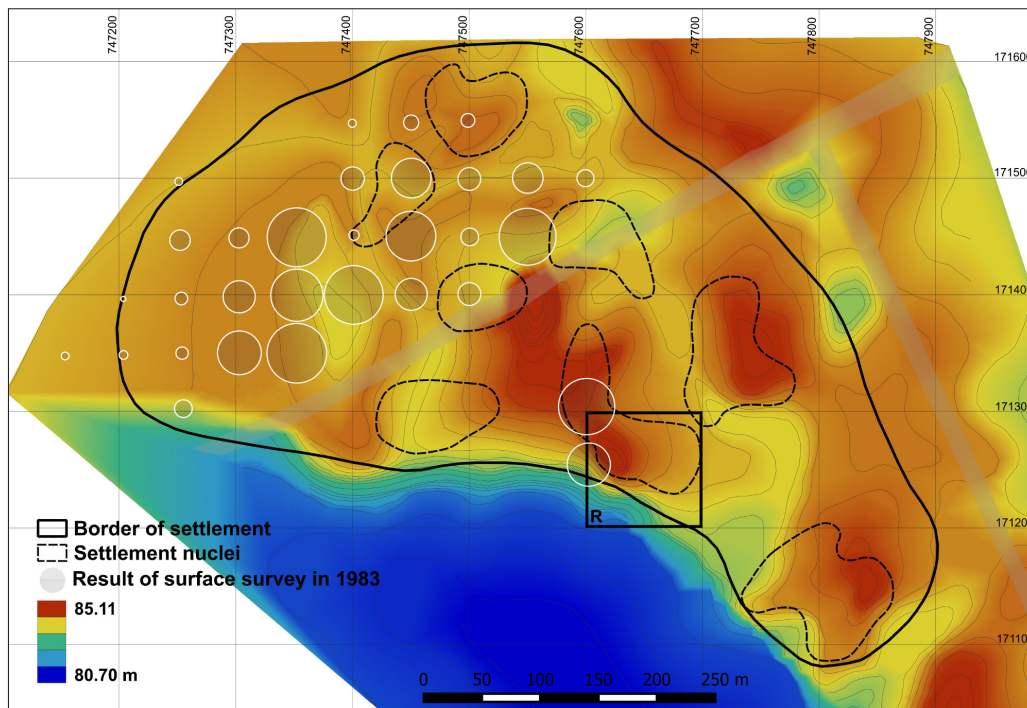 747200 747300 747400 747500 747600 747700 747800 747900
171600
171500
171400
171300
171200
171100
R
Border of settlement
Settlement nuclei
Result of surface survey in 1983
85.11
80.70 m
0 50 100 150 200 250 m